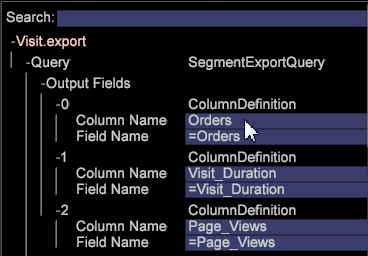 Search:
-Visit.export
-Query SegmentExportQuery
-Output Fields
-0 ColumnDefinition
Column Name Orders
Field Name =Orders
-1 ColumnDefinition
Column Name Visit_Duration
Field Name =Visit_Duration
-2 ColumnDefinition
Column Name Page_Views
Field Name =Page_Views